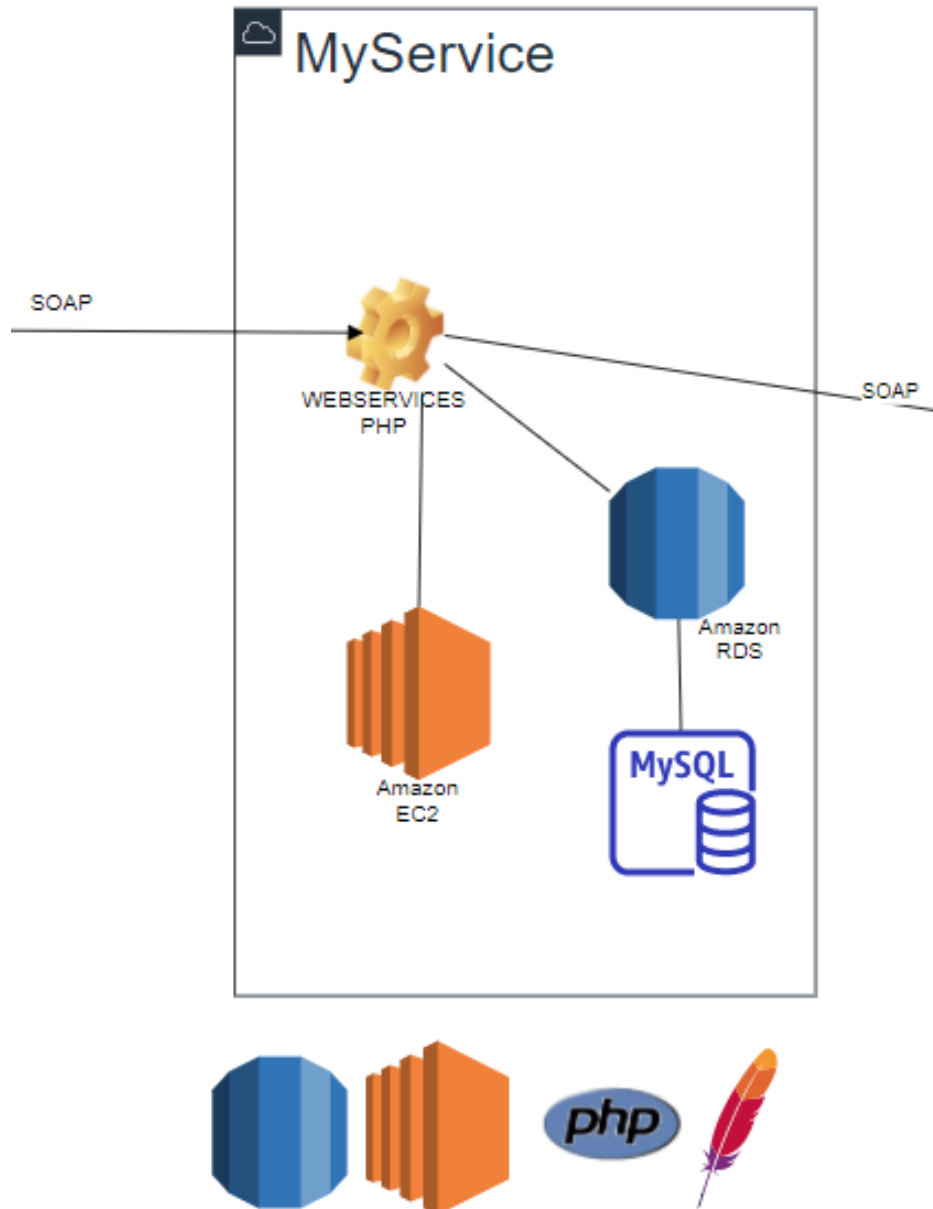 MyService
SOAP
WEBSERVICES
PHP
SOAP
Amazon
RDS
MySQL
Amazon
EC2
php